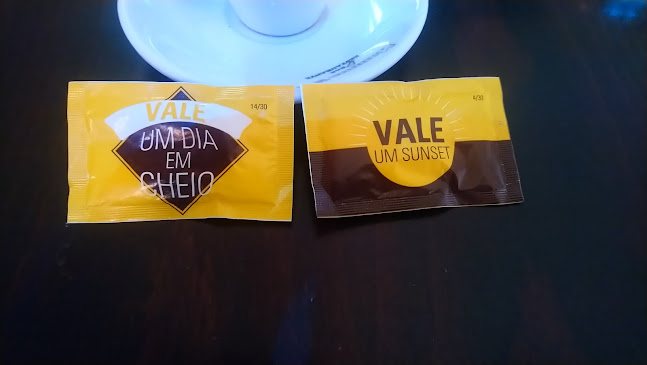 VALE
14/30
UM DIA
EM
CHEIO
4/30
VALE
UM SUNSET